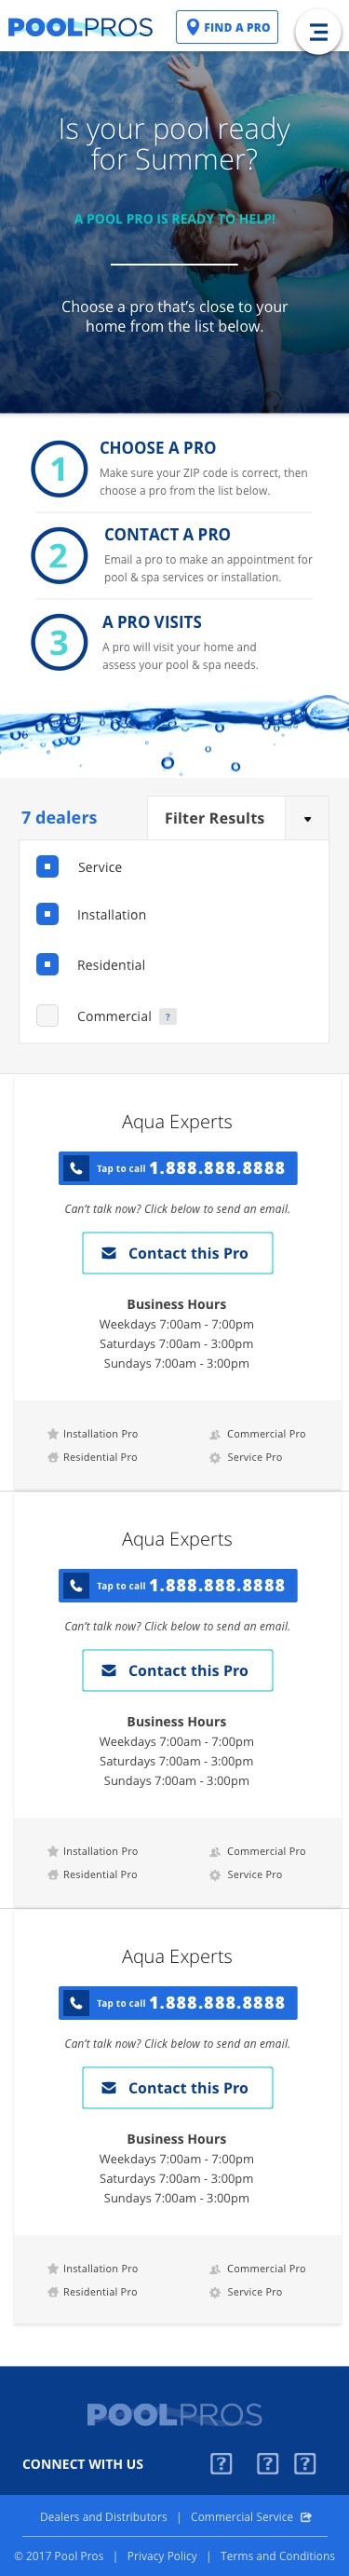 POOLPROS
FIND A PRO
Is your pool ready
for Summer?
A POOL PRO IS READY TO HELP!
Choose a pro that's close to your
home from the list below.
1
CHOOSE A PRO
Make sure your ZIP code is correct, then
choose a pro from the list below.
2
CONTACT A PRO
Email a pro to make an appointment for
pool & spa services or installation.
3
A PRO VISITS
A pro will visit your home and
assess your pool & spa needs.
7 dealers
Filter Results
Service
Installation
Residential
Commercial ?
Aqua Experts
Tap to call 1.888.888.8888
Can't talk now? Click below to send an email.
Contact this Pro
Business Hours
Weekdays 7:00am - 7:00pm
Saturdays 7:00am - 3:00pm
Sundays 7:00am - 3:00pm
Installation Pro Commercial Pro
Residential Pro Service Pro
Aqua Experts
Tap to call 1.888.888.8888
Can't talk now? Click below to send an email.
Contact this Pro
Business Hours
Weekdays 7:00am - 7:00pm
Saturdays 7:00am - 3:00pm
Sundays 7:00am - 3:00pm
Installation Pro Commercial Pro
Residential Pro Service Pro
Aqua Experts
Tap to call 1.888.888.8888
Can't talk now? Click below to send an email.
Contact this Pro
Business Hours
Weekdays 7:00am - 7:00pm
Saturdays 7:00am - 3:00pm
Sundays 7:00am - 3:00pm
Installation Pro Commercial Pro
Residential Pro Service Pro
POOLPROS
CONNECT WITH US ? ? ?
Dealers and Distributors | Commercial Service
© 2017 Pool Pros | Privacy Policy | Terms and Conditions